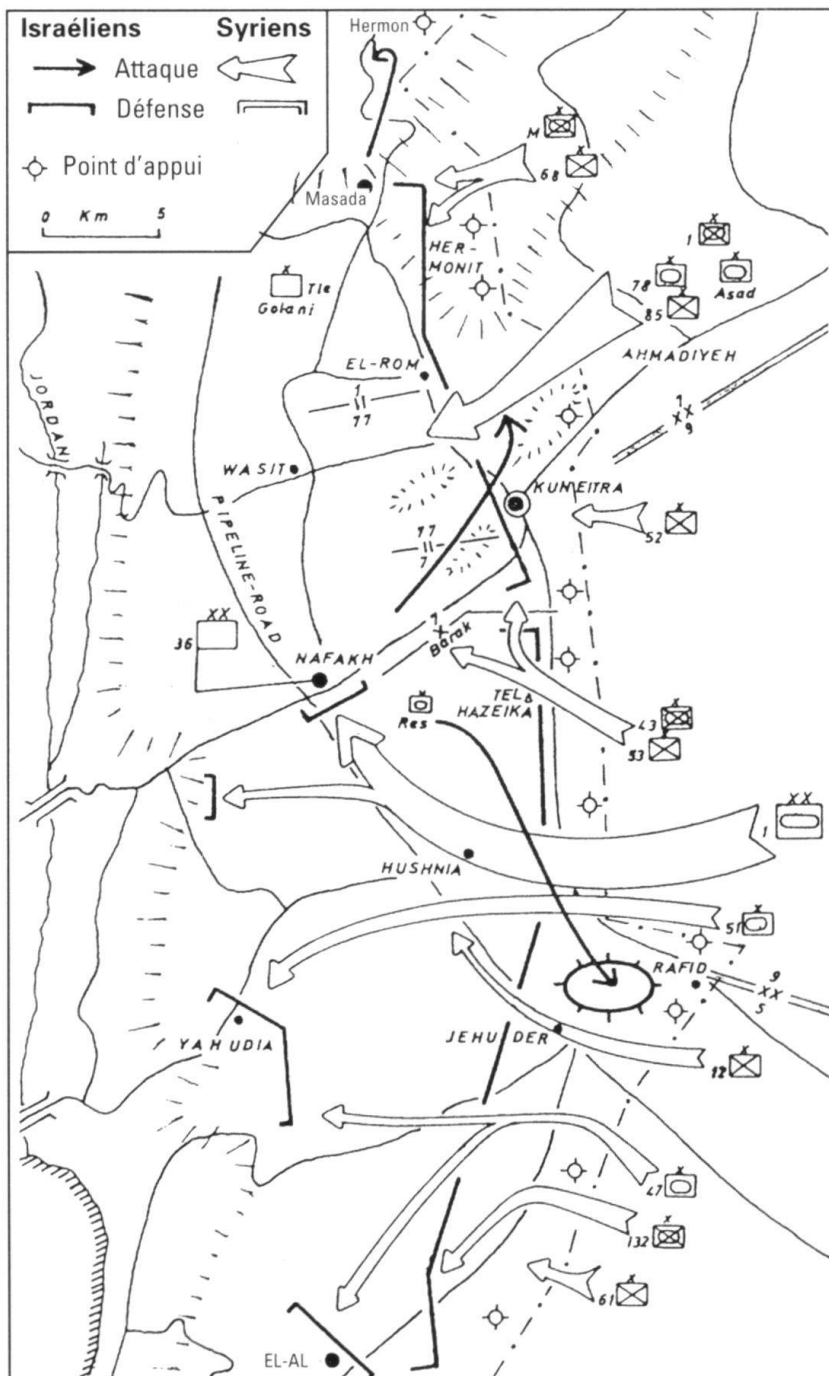 Israéliens Syriens
Attaque
Défense
Point d'appui
0 Km 5
Hermon
M
68
Masada
HER-
MONIT
1
78
Asad
85
Tle
Golani
AHMADIYEH
EL-ROM
1
77
7
XX
9
JORDAN
WASIT
KUNEITRA
52
PIPELINE-ROAD
77
7
XX
36
7
X
Barak
NAFAKH
TEL
HAZEIKA
Res
43
53
XX
1
HUSHNIA
51
RAFID
9
XX
5
YAHUDIA
JEHUDER
12
47
132
61
EL-AL